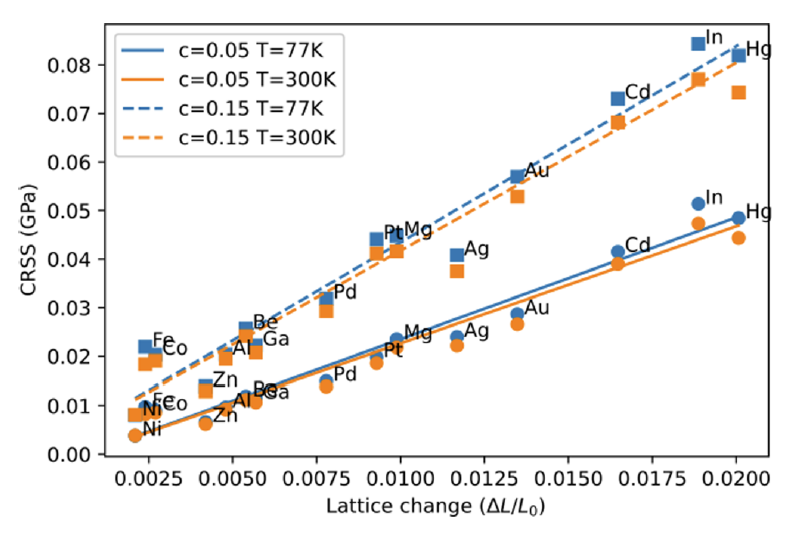 c=0.05 T=77K
c=0.05 T=300K
c=0.15 T=77K
c=0.15 T=300K
CRSS (GPa)
0.08
0.07
0.06
0.05
0.04
0.03
0.02
0.01
0.00
In
Hg
Cd
Au
Pt
Mg
Ag
Pd
Be
Ga
Al
Fe
Co
Zn
Ni
In
Hg
Cd
Au
Mg
Ag
Pt
Pd
Be
Ga
Al
Fe
Co
Zn
Ni
0.0025
0.0050
0.0075
0.0100
0.0125
0.0150
0.0175
0.0200
Lattice change (ΔL/L₀)